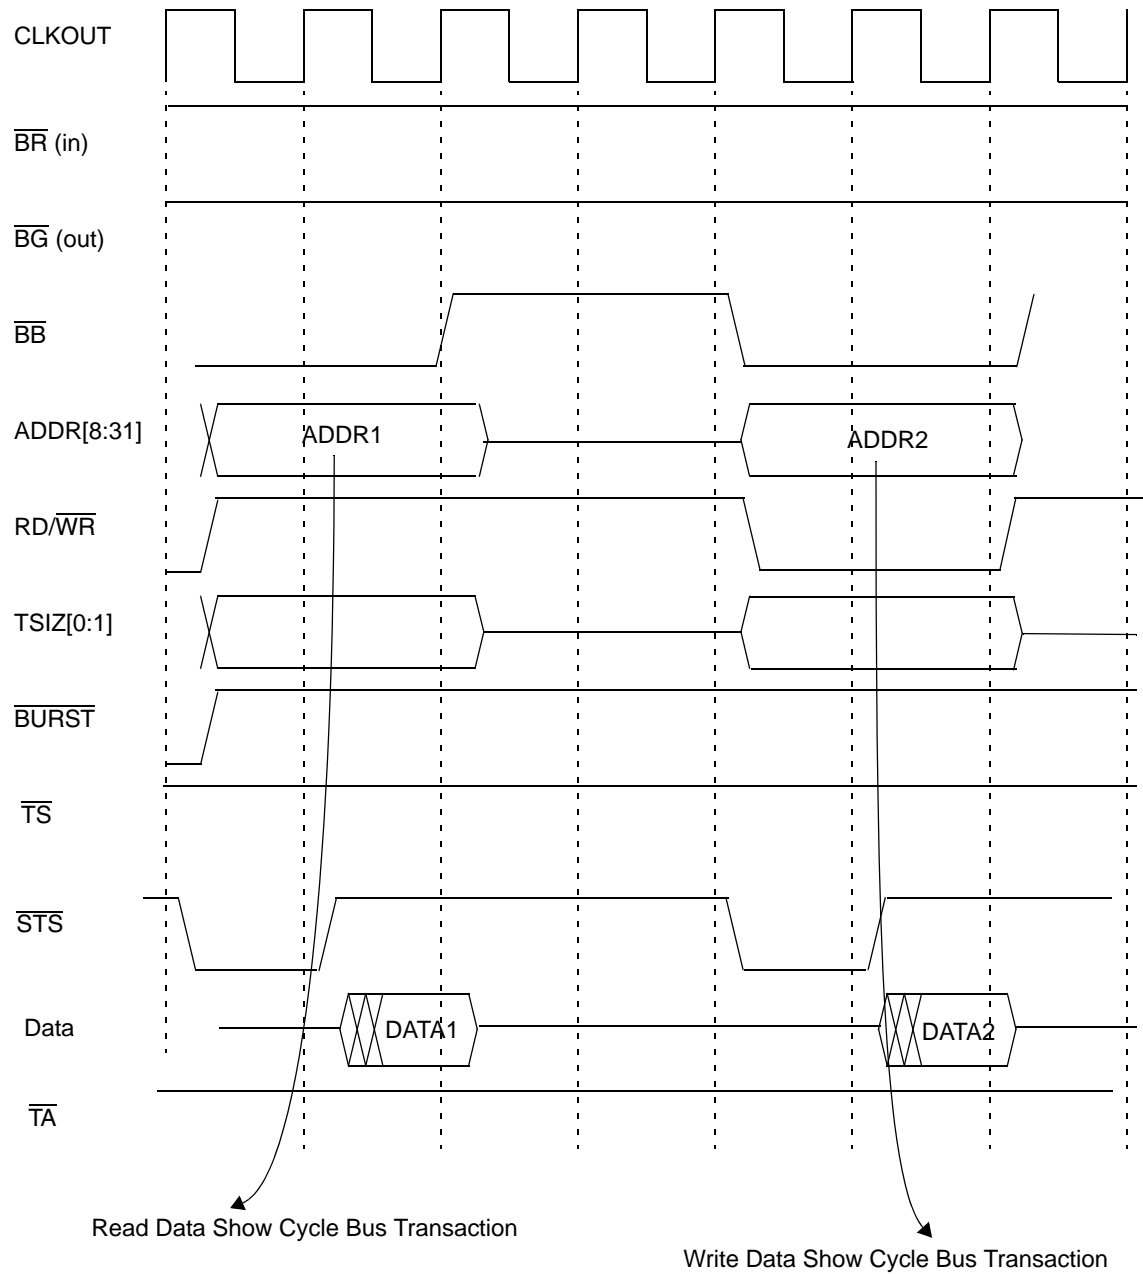 CLKOUT
BR (in)
BG (out)
BB
ADDR[8:31]
ADDR1
ADDR2
RD/WR
TSIZ[0:1]
BURST
TS
STS
Data
DATA1
DATA2
TA
Read Data Show Cycle Bus Transaction
Write Data Show Cycle Bus Transaction